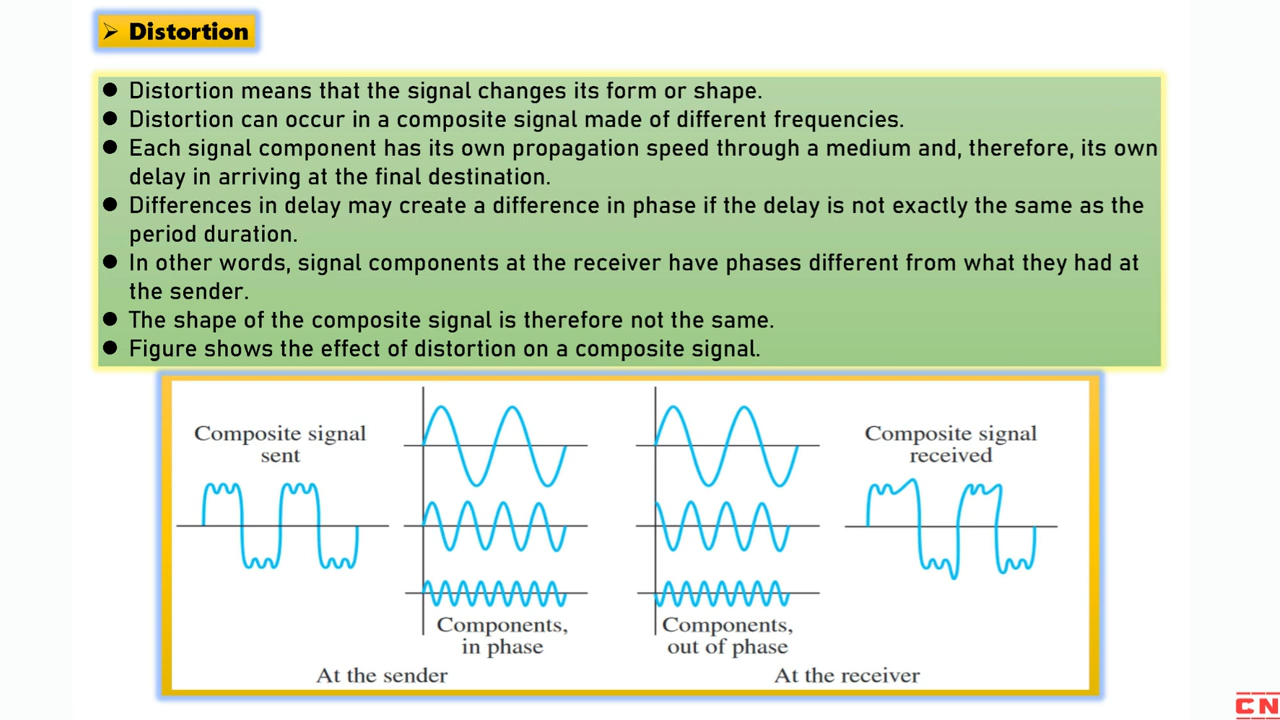 ➢ Distortion
● Distortion means that the signal changes its form or shape.
● Distortion can occur in a composite signal made of different frequencies.
● Each signal component has its own propagation speed through a medium and, therefore, its own
delay in arriving at the final destination.
● Differences in delay may create a difference in phase if the delay is not exactly the same as the
period duration.
● In other words, signal components at the receiver have phases different from what they had at
the sender.
● The shape of the composite signal is therefore not the same.
● Figure shows the effect of distortion on a composite signal.
Composite signal
sent
Components,
in phase
At the sender
Components,
out of phase
Composite signal
received
At the receiver
CN